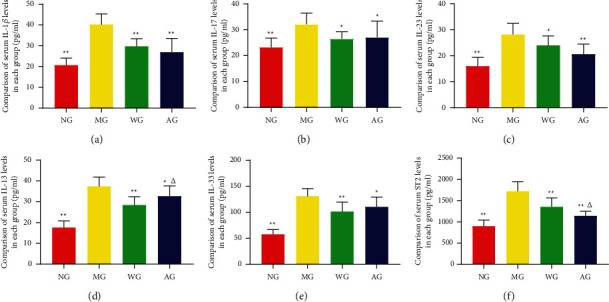 Comparison of serum IL-1β levels
in each group (pg/ml)
50
40
30
20
10
0
**
**
**
NG
MG
WG
AG
(a)
Comparison of serum IL-17 levels
in each group (pg/ml)
40
30
20
10
0
**
*
*
NG
MG
WG
AG
(b)
Comparison of serum IL-23 levels
in each group (pg/ml)
40
30
20
10
0
**
*
**
NG
MG
WG
AG
(c)
Comparison of serum IL-13 levels
in each group (pg/ml)
50
40
30
20
10
0
**
**
* Δ
NG
MG
WG
AG
(d)
Comparison of serum IL-33 levels
in each group (pg/ml)
200
150
100
50
0
**
**
*
NG
MG
WG
AG
(e)
Comparison of serum ST2 levels
in each group (pg/ml)
2500
2000
1500
1000
500
0
**
**
** Δ
NG
MG
WG
AG
(f)